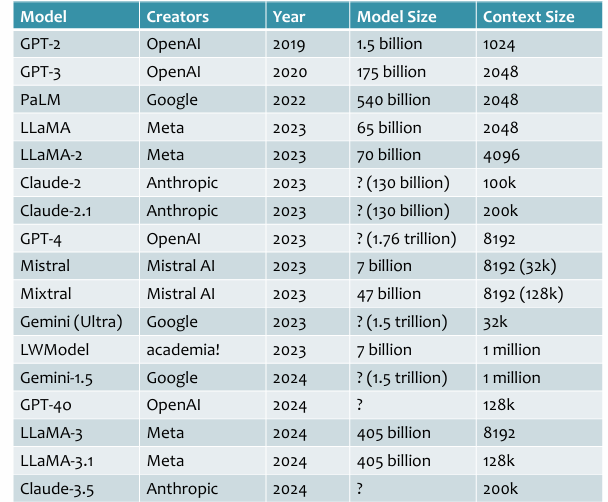 Model Creators Year Model Size Context Size
GPT-2 OpenAI 2019 1.5 billion 1024
GPT-3 OpenAI 2020 175 billion 2048
PaLM Google 2022 540 billion 2048
LLaMA Meta 2023 65 billion 2048
LLaMA-2 Meta 2023 70 billion 4096
Claude-2 Anthropic 2023 ? (130 billion) 100k
Claude-2.1 Anthropic 2023 ? (130 billion) 200k
GPT-4 OpenAI 2023 ? (1.76 trillion) 8192
Mistral Mistral AI 2023 7 billion 8192 (32k)
Mixtral Mistral AI 2023 47 billion 8192 (128k)
Gemini (Ultra) Google 2023 ? (1.5 trillion) 32k
LWModel academia! 2023 7 billion 1 million
Gemini-1.5 Google 2024 ? (1.5 trillion) 1 million
GPT-4o OpenAI 2024 ? 128k
LLaMA-3 Meta 2024 405 billion 8192
LLaMA-3.1 Meta 2024 405 billion 128k
Claude-3.5 Anthropic 2024 ? 200k